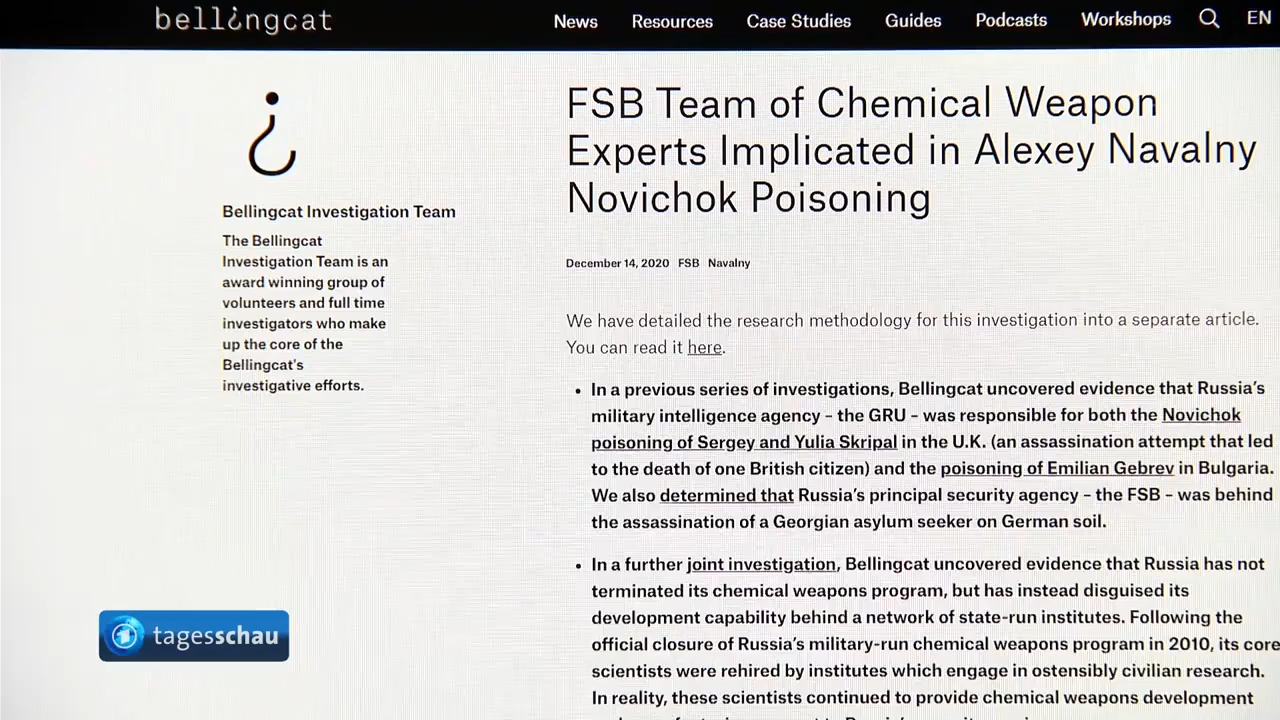 bellingcat
News Resources Case Studies Guides Podcasts Workshops EN
FSB Team of Chemical Weapon
Experts Implicated in Alexey Navalny
Novichok Poisoning
Bellingcat Investigation Team
The Bellingcat
Investigation Team is an
award winning group of
volunteers and full time
investigators who make
up the core of the
Bellingcat's
investigative efforts.
December 14, 2020 FSB Navalny
We have detailed the research methodology for this investigation into a separate article.
You can read it here.
• In a previous series of investigations, Bellingcat uncovered evidence that Russia’s
military intelligence agency – the GRU – was responsible for both the Novichok
poisoning of Sergey and Yulia Skripal in the U.K. (an assassination attempt that led
to the death of one British citizen) and the poisoning of Emilian Gebrev in Bulgaria.
We also determined that Russia’s principal security agency – the FSB – was behind
the assassination of a Georgian asylum seeker on German soil.
• In a further joint investigation, Bellingcat uncovered evidence that Russia has not
terminated its chemical weapons program, but has instead disguised its
development capability behind a network of state-run institutes. Following the
official closure of Russia’s military-run chemical weapons program in 2010, its core
scientists were rehired by institutes which engage in ostensibly civilian research.
In reality, these scientists continued to provide chemical weapons development
tagesschau